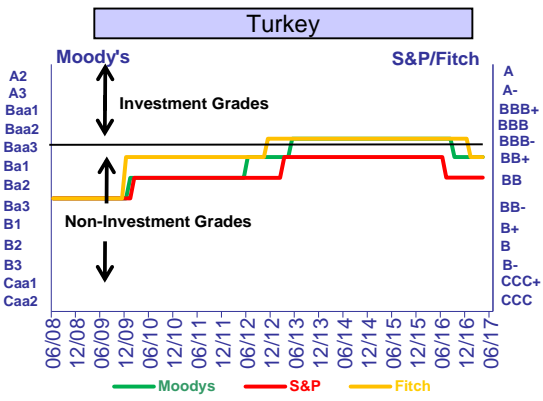 Turkey
Moody's
S&P/Fitch
A2
A3
Baa1
Baa2
Baa3
Ba1
Ba2
Ba3
B1
B2
B3
Caa1
Caa2
Investment Grades
Non-Investment Grades
A
A-
BBB+
BBB
BBB-
BB+
BB
BB-
B+
B
B-
CCC+
CCC
06/08
12/08
06/09
12/09
06/10
12/10
06/11
12/11
06/12
12/12
06/13
12/13
06/14
12/14
06/15
12/15
06/16
12/16
06/17
Moodys
S&P
Fitch